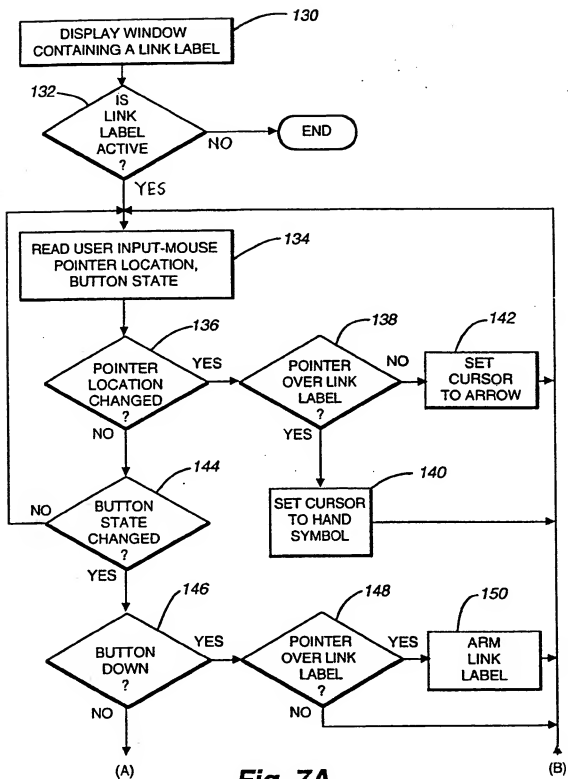 130
DISPLAY WINDOW
CONTAINING A LINK LABEL
132
IS
LINK
LABEL
ACTIVE
?
NO
END
YES
134
READ USER INPUT-MOUSE
POINTER LOCATION,
BUTTON STATE
136
138
142
POINTER
LOCATION
CHANGED
?
YES
POINTER
OVER LINK
LABEL
?
NO
SET
CURSOR
TO ARROW
NO
YES
144
140
NO
BUTTON
STATE
CHANGED
?
SET CURSOR
TO HAND
SYMBOL
YES
146
148
150
BUTTON
DOWN
?
YES
POINTER
OVER LINK
LABEL
?
YES
ARM
LINK
LABEL
NO
NO
(A)
(B)
Fig. 7A